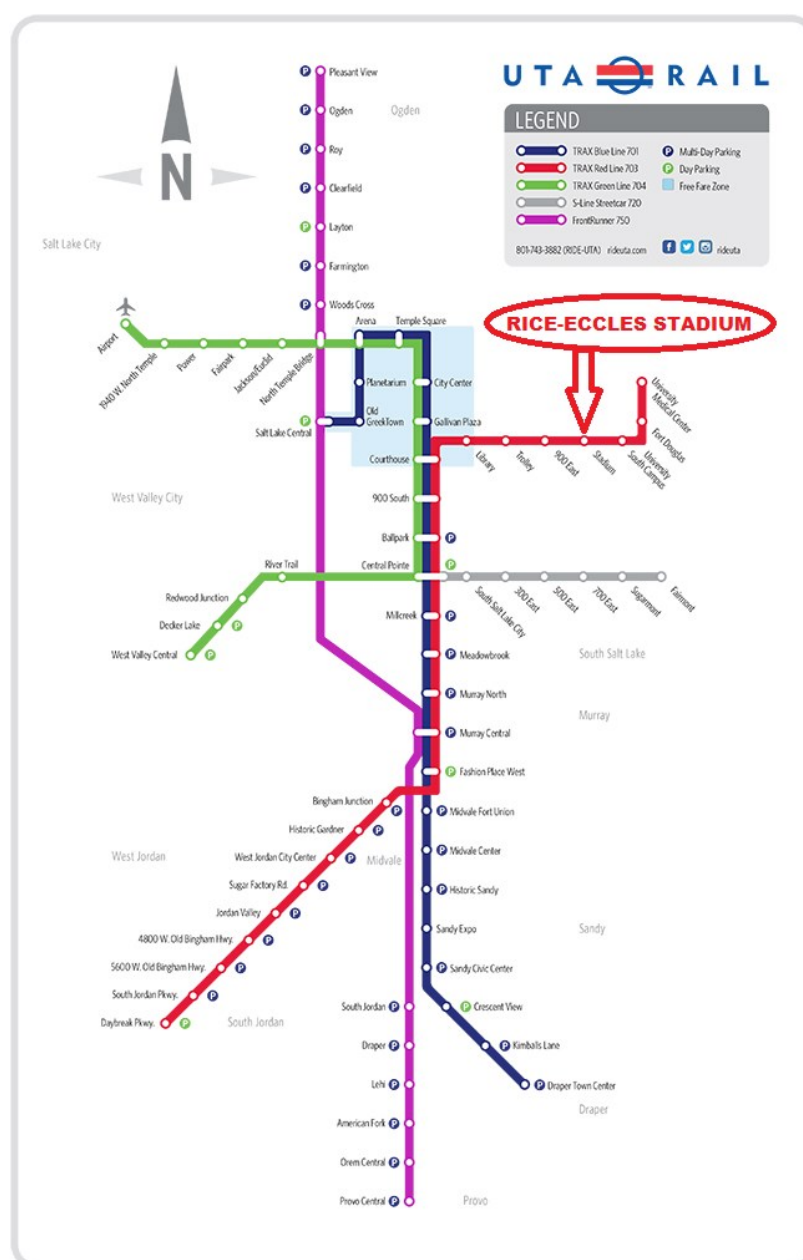 UTA RAIL
LEGEND
TRAX Blue Line 701
TRAX Red Line 703
TRAX Green Line 704
S-Line Streetcar 720
FrontRunner 750
P Multi-Day Parking
P Day Parking
Free Fare Zone
801-743-3882 (RIDE-UTA) rideuta.com
rideuta
N
Pleasant View
Ogden
Ogden
Roy
Clearfield
Layton
Farmington
Woods Cross
Salt Lake City
Airport
1940 W. North Temple
Power
Fairpark
Jackson/Euclid
North Temple Bridge
Arena
Temple Square
RICE-ECCLES STADIUM
Planetarium
City Center
Old
GreekTown
Gallivan Plaza
Salt Lake Central
Courthouse
Library
Trolley
900 East
Stadium
University
South Campus
Fort Douglas
University
Medical Center
West Valley City
900 South
Ballpark
Central Pointe
River Trail
Redwood Junction
Decker Lake
West Valley Central
South Salt Lake City
300 East
500 East
700 East
Sugarmont
Fairmont
Millcreek
Meadowbrook
South Salt Lake
Murray North
Murray
Murray Central
Fashion Place West
Bingham Junction
Midvale Fort Union
Historic Gardner
West Jordan
West Jordan City Center
Midvale
Midvale Center
Sugar Factory Rd.
Historic Sandy
Jordan Valley
Sandy Expo
Sandy
4800 W. Old Bingham Hwy.
5600 W. Old Bingham Hwy.
Sandy Civic Center
South Jordan Pkwy.
Daybreak Pkwy.
South Jordan
South Jordan
Crescent View
Draper
Kimballs Lane
Lehi
Draper Town Center
Draper
American Fork
Orem Central
Provo Central
Provo